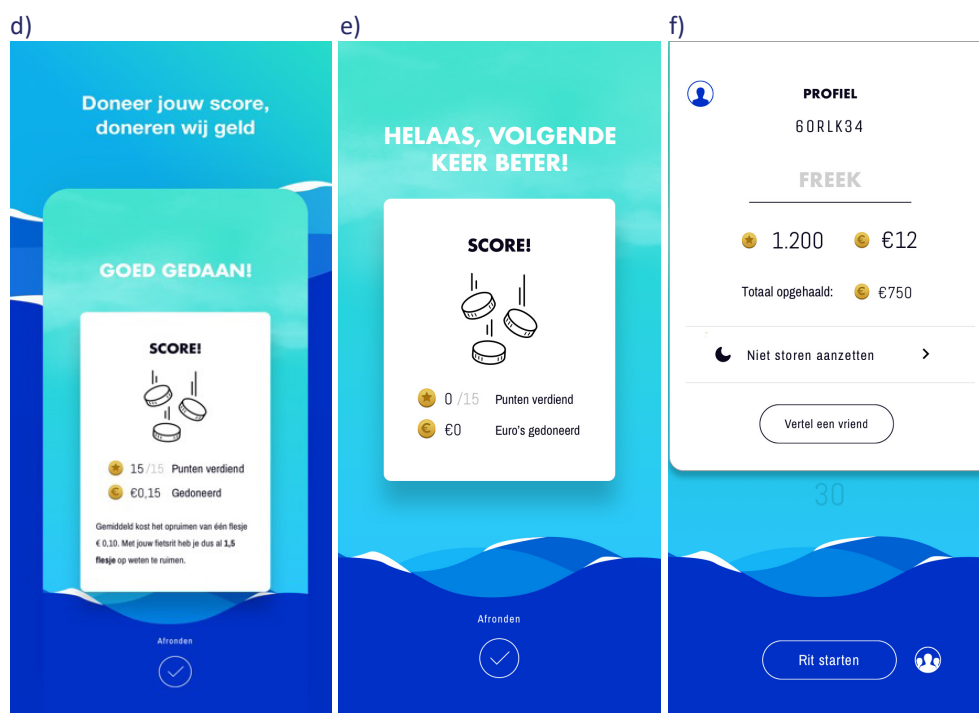 d)
Doneer jouw score,
doneren wij geld
GOED GEDAAN!
SCORE!
15 /15 Punten verdiend
€0,15 Gedoneerd
Gemiddeld kost het opruimen van één flesje
€ 0,10. Met jouw fietsrit heb je dus al 1,5
flesje op weten te ruimen.
Afronden
e)
HELAAS, VOLGENDE
KEER BETER!
SCORE!
0 /15 Punten verdiend
€0 Euro's gedoneerd
Afronden
f)
PROFIEL
60RLK34
FREEK
1.200 €12
Totaal opgehaald: €750
Niet storen aanzetten
Vertel een vriend
30
Rit starten